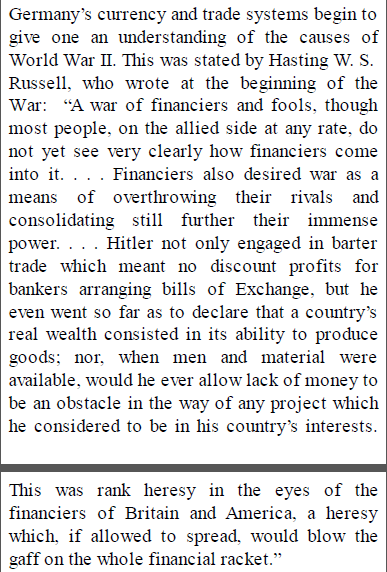 Germany’s currency and trade systems begin to
give one an understanding of the causes of
World War II. This was stated by Hasting W. S.
Russell, who wrote at the beginning of the
War: “A war of financiers and fools, though
most people, on the allied side at any rate, do
not yet see very clearly how financiers come
into it. . . . Financiers also desired war as a
means of overthrowing their rivals and
consolidating still further their immense
power. . . . Hitler not only engaged in barter
trade which meant no discount profits for
bankers arranging bills of Exchange, but he
even went so far as to declare that a country’s
real wealth consisted in its ability to produce
goods; nor, when men and material were
available, would he ever allow lack of money to
be an obstacle in the way of any project which
he considered to be in his country’s interests.
This was rank heresy in the eyes of the
financiers of Britain and America, a heresy
which, if allowed to spread, would blow the
gaff on the whole financial racket.”